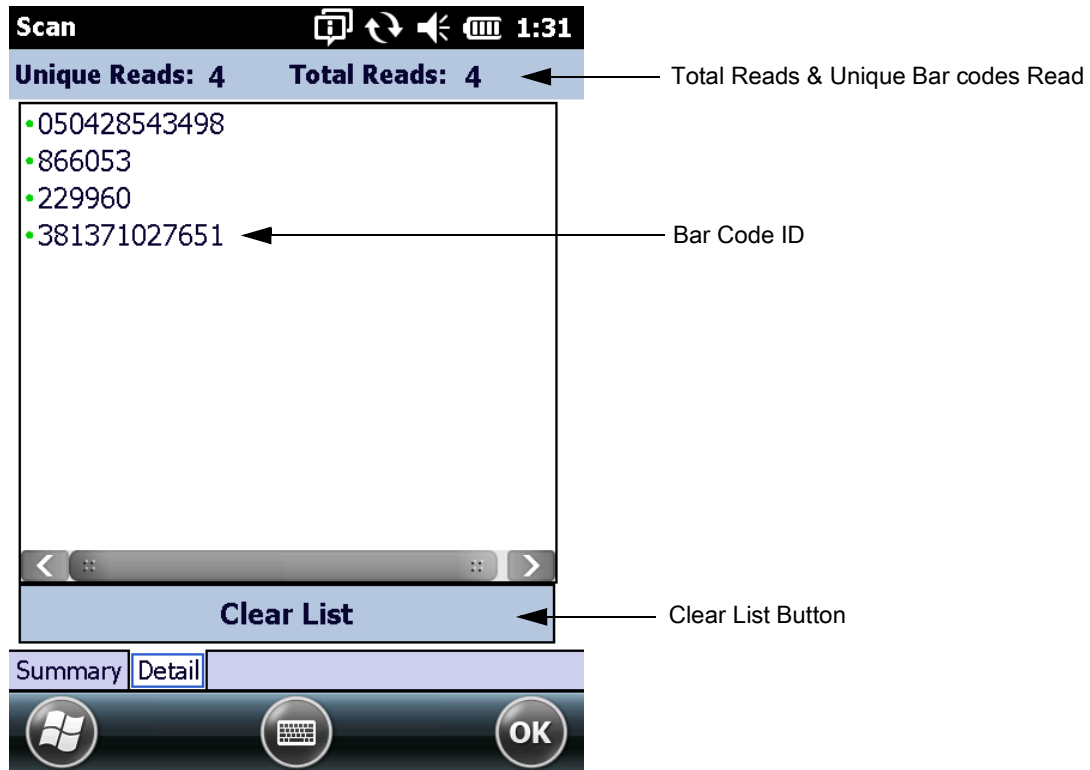 Scan 1:31
Unique Reads: 4 Total Reads: 4
Total Reads & Unique Bar codes Read
050428543498
866053
229960
381371027651
Bar Code ID
Clear List
Clear List Button
Summary Detail
OK